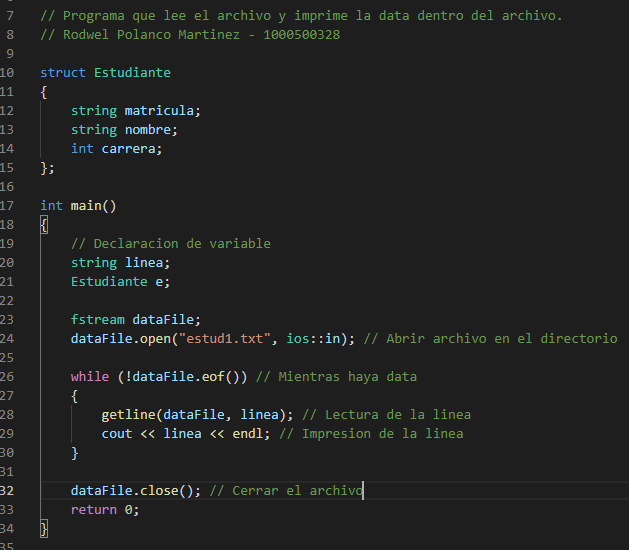 7 // Programa que lee el archivo y imprime la data dentro del archivo.
8 // Rodwel Polanco Martinez - 1000500328
9
10 struct Estudiante
11 {
12 string matricula;
13 string nombre;
14 int carrera;
15 };
16
17 int main()
18 {
19 // Declaracion de variable
20 string linea;
21 Estudiante e;
22
23 fstream dataFile;
24 dataFile.open("estud1.txt", ios::in); // Abrir archivo en el directorio
25
26 while (!dataFile.eof()) // Mientras haya data
27 {
28 getline(dataFile, linea); // Lectura de la linea
29 cout << linea << endl; // Impresion de la linea
30 }
31
32 dataFile.close(); // Cerrar el archivo
33 return 0;
34 }
35